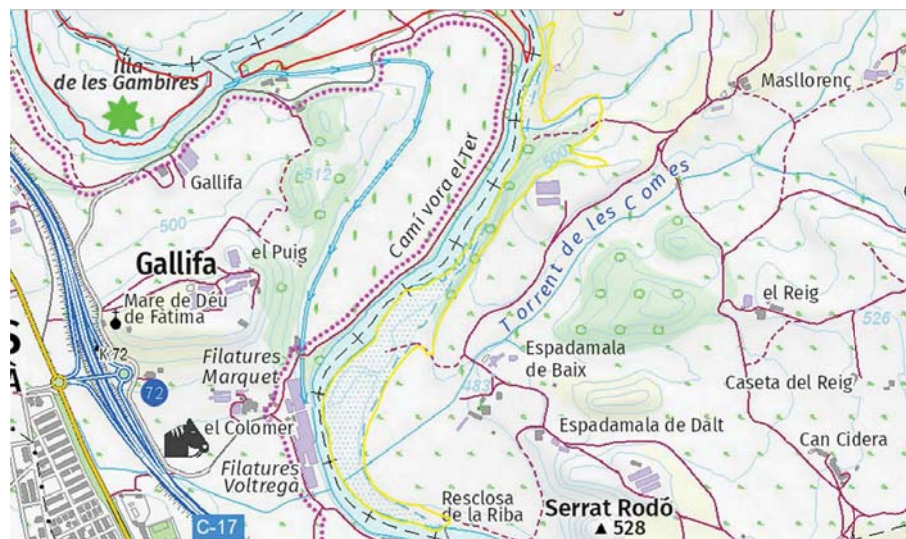 Illa
de les Gambires
Masllorenç
Gallifa
512
500
500
Camí vora el Ter
Torrent de les Comes
Gallifa
el Puig
Mare de Déu
de Fàtima
el Reig
526
K 72
72
Filatures
Marquet
Espadamala
de Baix
483
Caseta del Reig
el Colomer
Espadamala de Dalt
Can Cidera
Filatures
Voltregà
Resclosa
de la Riba
Serrat Rodó
528
C-17